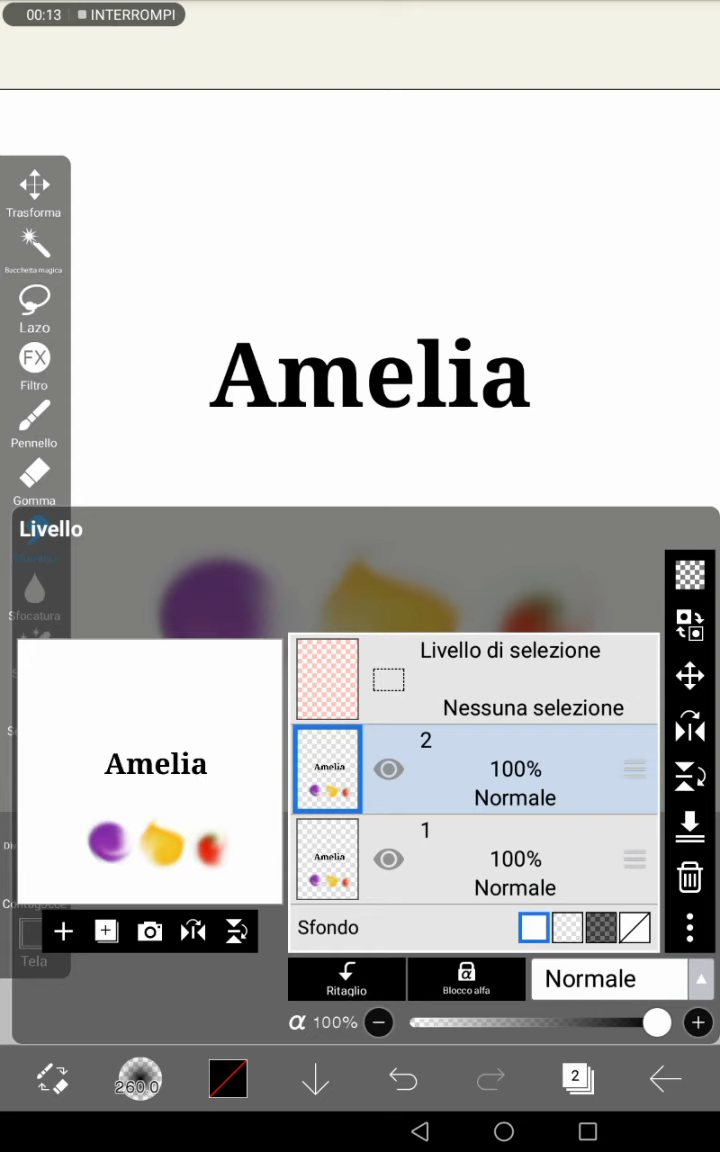 00:13 INTERROMPI
Trasforma
Bacchetta magica
Lazo
FX
Filtro
Amelia
Pennello
Gomma
Livello
Sfocatura
Livello di selezione
Nessuna selezione
2
Amelia
100%
Normale
Amelia
1
Amelia
100%
Normale
Sfondo
Tela
Ritaglio
α
Blocco alfa
Normale
α 100%
260.0
2